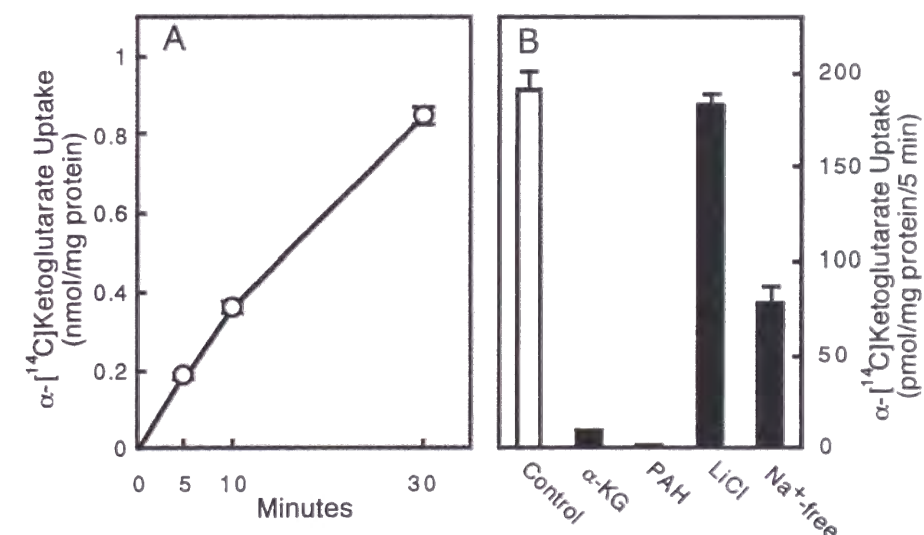 A
α-[¹⁴C]Ketoglutarate Uptake
(nmol/mg protein)
1
0.8
0.6
0.4
0.2
0
0 5 10 30
Minutes
B
200
150
100
50
0
α-[¹⁴C]Ketoglutarate Uptake
(pmol/mg protein/5 min)
Control
α-KG
PAH
LiCl
Na⁺-free